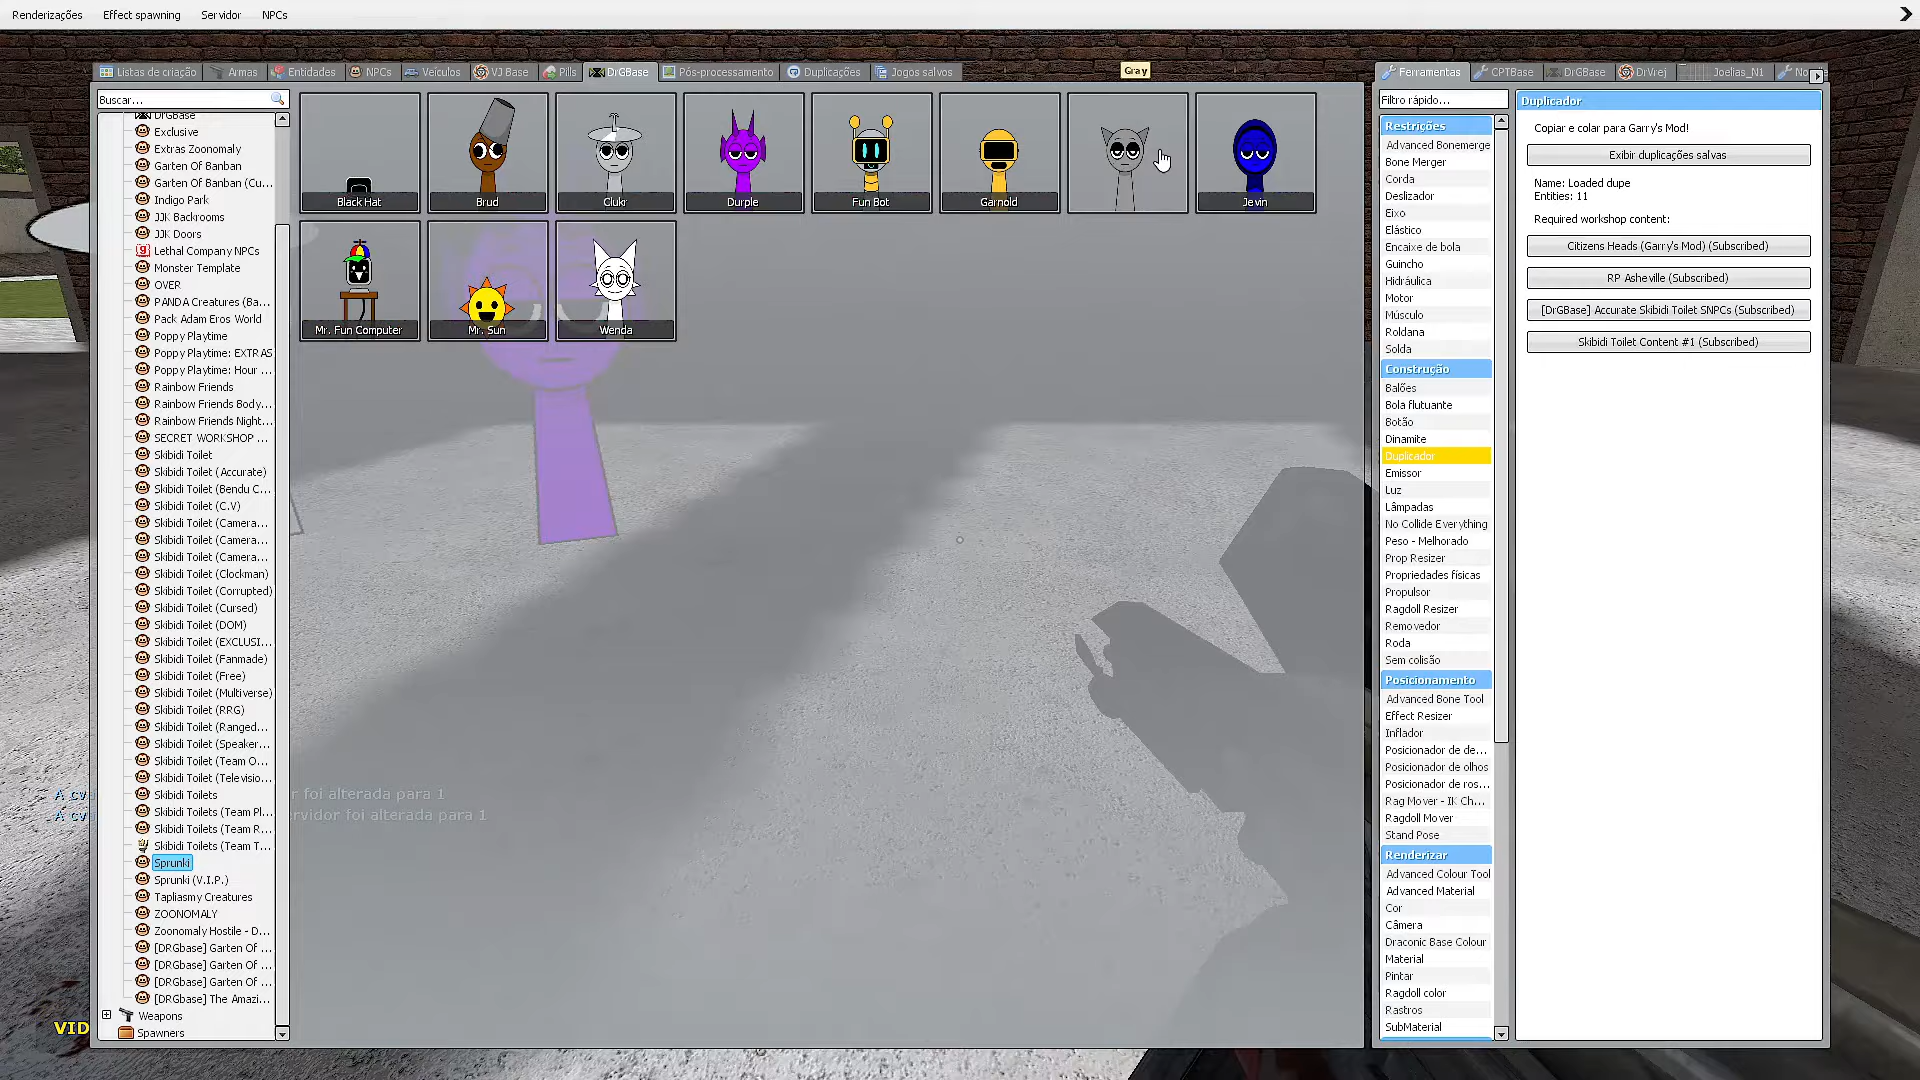 Renderizações Effect spawning Servidor NPCs
Listas de criação Armas Entidades NPCs Veículos VJ Base Pills DrGBase Pós-processamento Duplicações Jogos salvos
Gray
Ferramentas CPTBase DrGBase DrVrej Joelias_N1 No
Buscar...
DrGBase
Exclusive
Extras Zoonomaly
Garten Of Banban
Garten Of Banban (Cu...
Indigo Park
JJK Backrooms
JJK Doors
Lethal Company NPCs
Monster Template
OVER
PANDA Creatures (Ba...
Pack Adam Eros World
Poppy Playtime
Poppy Playtime: EXTRAS
Poppy Playtime: Hour ...
Rainbow Friends
Rainbow Friends Body...
Rainbow Friends Night...
SECRET WORKSHOP ...
Skibidi Toilet
Skibidi Toilet (Accurate)
Skibidi Toilet (Bendu C...
Skibidi Toilet (C.V)
Skibidi Toilet (Camera...
Skibidi Toilet (Camera...
Skibidi Toilet (Camera...
Skibidi Toilet (Clockman)
Skibidi Toilet (Corrupted)
Skibidi Toilet (Cursed)
Skibidi Toilet (DOM)
Skibidi Toilet (EXCLUSI...
Skibidi Toilet (Fanmade)
Skibidi Toilet (Free)
Skibidi Toilet (Multiverse)
Skibidi Toilet (RRG)
Skibidi Toilet (Ranged...
Skibidi Toilet (Speaker...
Skibidi Toilet (Team O...
Skibidi Toilet (Televisio...
Skibidi Toilets
Skibidi Toilets (Team Pl...
Skibidi Toilets (Team R...
Skibidi Toilets (Team T...
Sprunki
Sprunki (V.I.P.)
Tapliasmy Creatures
ZOONOMALY
Zoonomaly Hostile - D...
[DRGbase] Garten Of ...
[DRGbase] Garten Of ...
[DRGbase] Garten Of ...
[DRGbase] The Amazi...
Weapons
Spawners
Black Hat Brud Clukr Durple Fun Bot Garnold Jevin
Mr. Fun Computer Mr. Sun Wenda
A cv r foi alterada para 1
A cv servidor foi alterada para 1
VID
Filtro rápido...
Restrições
Advanced Bonemerge
Bone Merger
Corda
Deslizador
Eixo
Elástico
Encaixe de bola
Guincho
Hidráulica
Motor
Músculo
Roldana
Solda
Construção
Balões
Bola flutuante
Botão
Dinamite
Duplicador
Emissor
Luz
Lâmpadas
No Collide Everything
Peso - Melhorado
Prop Resizer
Propriedades físicas
Propulsor
Ragdoll Resizer
Removedor
Roda
Sem colisão
Posicionamento
Advanced Bone Tool
Effect Resizer
Inflador
Posicionador de de...
Posicionador de olhos
Posicionador de ros...
Rag Mover - IK Ch...
Ragdoll Mover
Stand Pose
Renderizar
Advanced Colour Tool
Advanced Material
Cor
Câmera
Draconic Base Colour
Material
Pintar
Ragdoll color
Rastros
SubMaterial
Duplicador
Copiar e colar para Garry's Mod!
Exibir duplicações salvas
Name: Loaded dupe
Entities: 11
Required workshop content:
Citizens Heads (Garry's Mod) (Subscribed)
RP Asheville (Subscribed)
[DrGBase] Accurate Skibidi Toilet SNPCs (Subscribed)
Skibidi Toilet Content #1 (Subscribed)